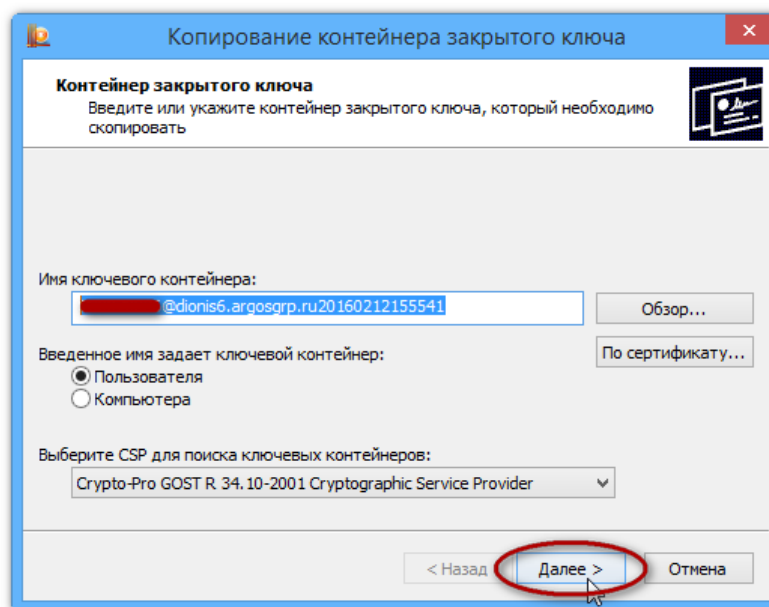 Копирование контейнера закрытого ключа
Контейнер закрытого ключа
Введите или укажите контейнер закрытого ключа, который необходимо
скопировать
Имя ключевого контейнера:
@dionis6.argosgrp.ru20160212155541
Обзор...
Введенное имя задает ключевой контейнер:
По сертификату...
Пользователя
Компьютера
Выберите CSP для поиска ключевых контейнеров:
Crypto-Pro GOST R 34.10-2001 Cryptographic Service Provider
< Назад
Далее >
Отмена